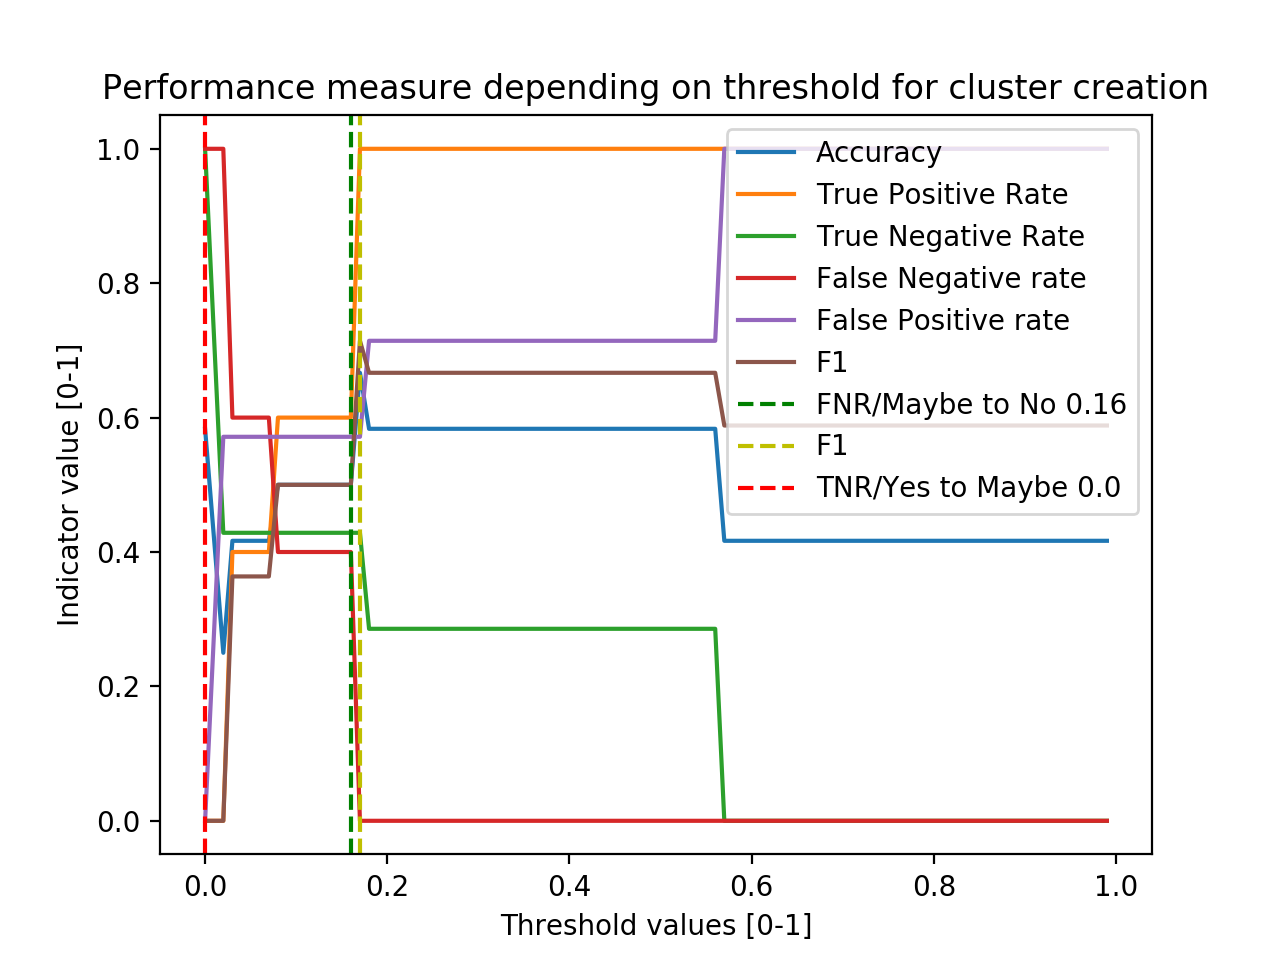 Performance measure depending on threshold for cluster creation
1.0
0.8
0.6
0.4
0.2
0.0
Indicator value [0-1]
Accuracy
True Positive Rate
True Negative Rate
False Negative rate
False Positive rate
F1
FNR/Maybe to No 0.16
F1
TNR/Yes to Maybe 0.0
0.0 0.2 0.4 0.6 0.8 1.0
Threshold values [0-1]